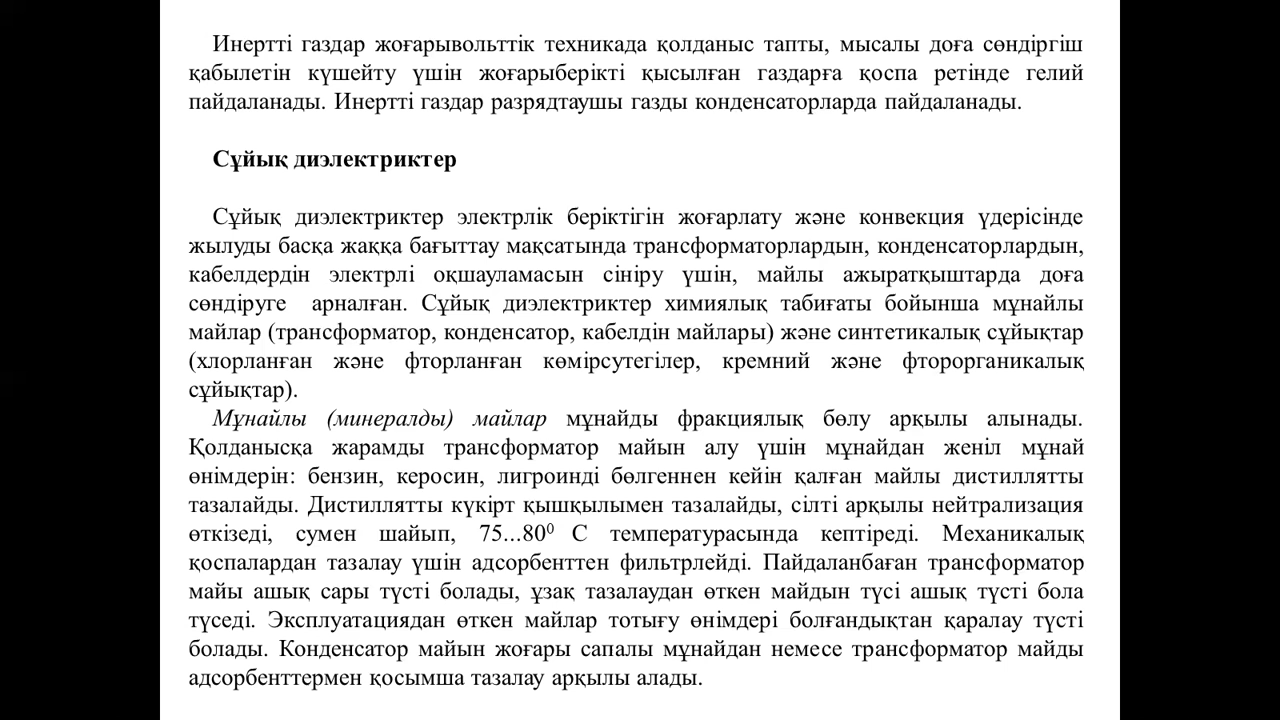 Инертті газдар жоғарывольттік техникада қолданыс тапты, мысалы доға сөндіргіш
қабылетін күшейту үшін жоғарыберікті қысылған газдарға қоспа ретінде гелий
пайдаланады. Инертті газдар разрядтаушы газды конденсаторларда пайдаланады.
Сұйық диэлектриктер
Сұйық диэлектриктер электрлік беріктігін жоғарлату және конвекция үдерісінде
жылуды басқа жаққа бағыттау мақсатында трансформаторлардын, конденсаторлардын,
кабелдердін электрлі оқшауламасын сініру үшін, майлы ажыратқыштарда доға
сөндіруге арналған. Сұйық диэлектриктер химиялық табиғаты бойынша мұнайлы
майлар (трансформатор, конденсатор, кабелдін майлары) және синтетикалық сұйықтар
(хлорланған және фторланған көмірсутегілер, кремний және фторорганикалық
сұйықтар).
Мұнайлы (минералды) майлар мұнайды фракциялық бөлу арқылы алынады.
Қолданысқа жарамды трансформатор майын алу үшін мұнайдан женіл мұнай
өнімдерін: бензин, керосин, лигроинді бөлгеннен кейін қалған майлы дистиллятты
тазалайды. Дистиллятты күкірт қышқылымен тазалайды, сілті арқылы нейтрализация
өткізеді, сумен шайып, 75...80⁰ С температурасында кептіреді. Механикалық
қоспалардан тазалау үшін адсорбенттен фильтрлейді. Пайдаланбаған трансформатор
майы ашық сары түсті болады, ұзақ тазалаудан өткен майдын түсі ашық түсті бола
түседі. Эксплуатациядан өткен майлар тотығу өнімдері болғандықтан қаралау түсті
болады. Конденсатор майын жоғары сапалы мұнайдан немесе трансформатор майды
адсорбенттермен қосымша тазалау арқылы алады.